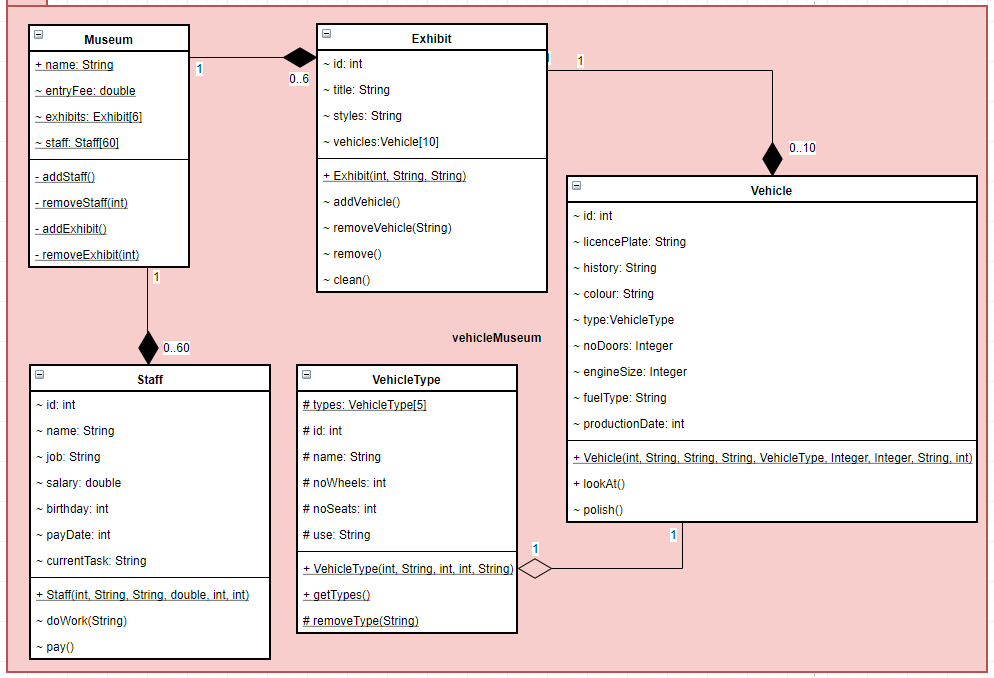 Museum
+ name: String
~ entryFee: double
~ exhibits: Exhibit[6]
~ staff: Staff[60]
- addStaff()
- removeStaff(int)
- addExhibit()
- removeExhibit(int)
1
0..6
Exhibit
~ id: int
~ title: String
~ styles: String
~ vehicles:Vehicle[10]
+ Exhibit(int, String, String)
~ addVehicle()
~ removeVehicle(String)
~ remove()
~ clean()
1
0..10
Vehicle
~ id: int
~ licencePlate: String
~ history: String
~ colour: String
~ type:VehicleType
~ noDoors: Integer
~ engineSize: Integer
~ fuelType: String
~ productionDate: int
+ Vehicle(int, String, String, String, VehicleType, Integer, Integer, String, int)
+ lookAt()
~ polish()
1
0..60
vehicleMuseum
Staff
~ id: int
~ name: String
~ job: String
~ salary: double
~ birthday: int
~ payDate: int
~ currentTask: String
+ Staff(int, String, String, double, int, int)
~ doWork(String)
~ pay()
VehicleType
# types: VehicleType[5]
# id: int
# name: String
# noWheels: int
# noSeats: int
# use: String
+ VehicleType(int, String, int, int, String)
+ getTypes()
# removeType(String)
1
1